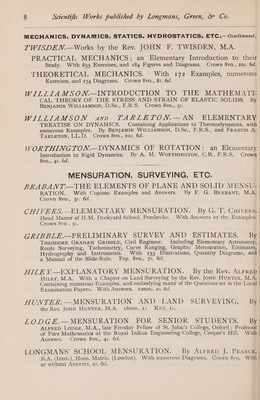 8 Scientific Works published by Longmans, Green, & Co.
MECHANICS, DYNAMICS, STATICS, HYDROSTATICS, ETC.—Continued.
TWISDEN.—Works by the Rev. JOHN F. TWISDEN, M.A.
PRACTICAL MECHANICS; an Elementary Introduction to their
Study. With 855 Exercises, and 184 Figures and Diagrams. Crown 8vo., 10s. 6d.
THEORETICAL MECHANICS. With 172 Examples, numerous
Exercises, and 154 Diagrams. Crown 8vo., 8s. 6d.
WILLIAMSON.—INTRODUCTION TO THE MATHEMATI-
CAL THEORY OF THE STRESS AND STRAIN OF ELASTIC SOLIDS. By
BENJAMIN WILLIAMSON, D.Sc., F.R.S. Crown 8vo., 5s.
WILLIAMSON AND TARLETON.—AN ELEMENTARY
TREATISE ON DYNAMICS. Containing Applications to Thermodynamics, with
numerous Examples. By BENJAMIN WILLIAMSON, D.Sc., F.R.S., and FRANCIS A.
TARLETON, LL.D. Crown 8vo., 10s. 6d.
WORTHINGTON.—DYNAMICS OF ROTATION: an Elementary
Introduction to Rigid Dynamics. By A. M. WORTHINGTON, C.B., F.R.S. Crown
8vo., 4s. 6d.
MENSURATION, SURVEYING, ETC.
BRABANT.—THE ELEMENTS OF PLANE AND SOLID MENSU-
RATION. With Copious Examples and Answers. By F. G. BRABANT, M.A.
Crown 8vo., 3s. 6d.
CHIVERS.—ELEMENTARY MENSURATION. By G. T. CHIVERS,
Head Master of H.M. Dockyard School, Pembroke. With Answers to the Examples.
Crown 8vo., 5s.
GRIBBLE.—PRELIMINARY SURVEY AND ESTIMATES. By
THEODORE GRAHAM GRIBBLE, Civil Engineer. Including Elementary Astronomy,
Route Surveying, Tacheometry, Curve Ranging, Graphic Mensuration, Estimates,
Hydrography and Instruments. With 133 Illustrations, Quantity Diagrams, and
a Manual of the Slide-Rule. Fcp. 8vo., 7s. 6d.
HILEY.—EXPLANATORY MENSURATION. By the Rev. ALFRED
HILEY, M.A. With a Chapter on Land Surveying by the Rev. JOHN HUNTER, M.A.
Containing numerous Examples, and embodying many of the Questions set in the Local
Examination Papers. With Answers. 12mo., 2s. 6d.
HUNTER.—MENSURATION AND LAND SURVEYING. By
the Rev. JOHN HUNTER, M.A. 18mo., 1s. KEY, 1s.
LODGE.—MENSURATION FOR SENIOR STUDENTS. By
ALFRED LODGE, M.A., late Fereday Fellow of St. John's College, Oxford; Professor
of Pure Mathematics at the Royal Indian Engineering College, Cooper's Hill. With
Answers. Crown 8vo., 4s. 6d.
LONGMANS' SCHOOL MENSURATION. By ALFRED J. PEARCE,
B.A. (Inter.), Hons. Matric. (London). With numerous Diagrams. Crown 8vo. With
or without Answers, 2s. 6d.